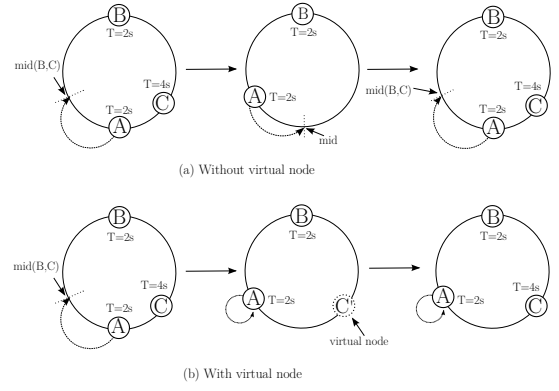 B
T=2s
mid(B,C)
T=4s
C
T=2s
A
B
T=2s
A
T=2s
mid
B
T=2s
mid(B,C)
T=4s
C
T=2s
A
(a) Without virtual node
B
T=2s
mid(B,C)
T=4s
C
T=2s
A
B
T=2s
A
T=2s
C
virtual node
B
T=2s
T=4s
A
T=2s
C
(b) With virtual node